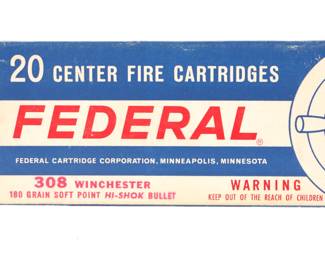 20 CENTER FIRE CARTRIDGES
FEDERAL®
FEDERAL CARTRIDGE CORPORATION, MINNEAPOLIS, MINNESOTA
308 WINCHESTER
180 GRAIN SOFT POINT HI-SHOK BULLET
WARNING
KEEP OUT OF THE REACH OF CHILDREN